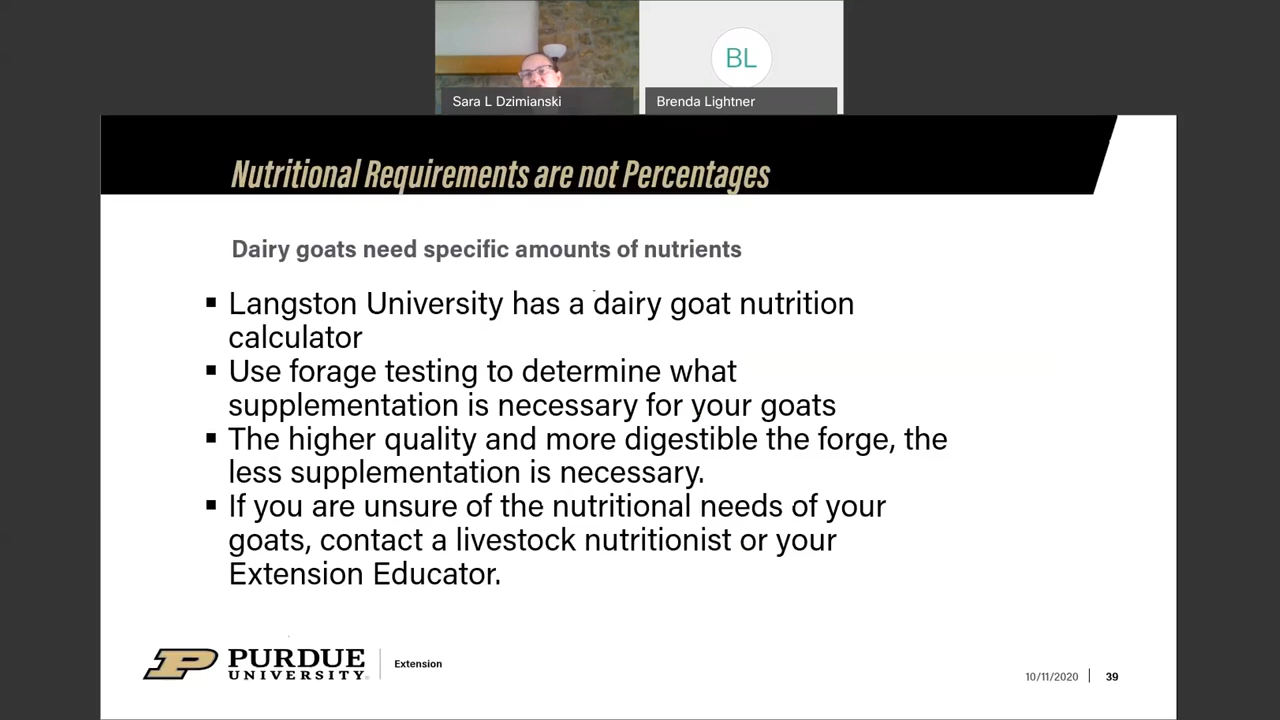 BL
Sara L Dzimianski
Brenda Lightner
Nutritional Requirements are not Percentages
Dairy goats need specific amounts of nutrients
▪ Langston University has a dairy goat nutrition
calculator
▪ Use forage testing to determine what
supplementation is necessary for your goats
▪ The higher quality and more digestible the forge, the
less supplementation is necessary.
▪ If you are unsure of the nutritional needs of your
goats, contact a livestock nutritionist or your
Extension Educator.
P PURDUE
UNIVERSITY®
Extension
10/11/2020 | 39